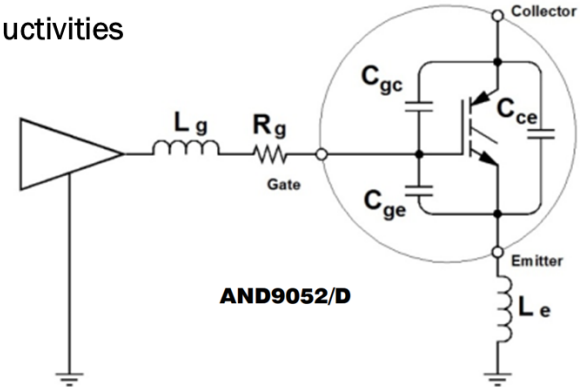 uctivities
Collector
Cgc
Cce
Lg
Rg
Gate
Cge
Emitter
AND9052/D
Le